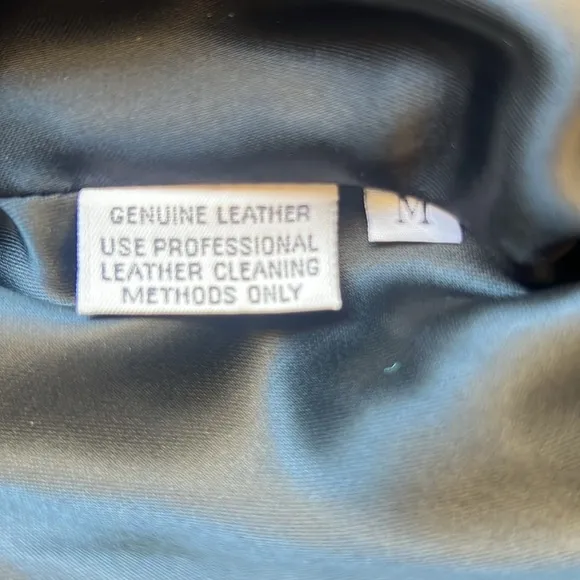 GENUINE LEATHER
USE PROFESSIONAL
LEATHER CLEANING
METHODS ONLY
M